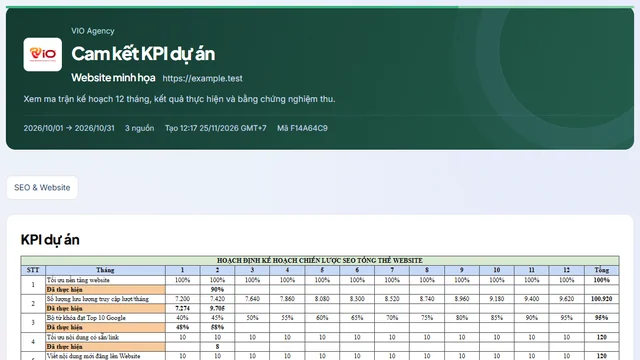 VIO Agency
ViO
Cam kết KPI dự án
Website minh họa https://example.test
Xem ma trận kế hoạch 12 tháng, kết quả thực hiện và bằng chứng nghiệm thu.
2026/10/01 → 2026/10/31 3 nguồn Tạo 12:17 25/11/2026 GMT+7 Mã F14A64C9
SEO & Website
KPI dự án
HOẠCH ĐỊNH KẾ HOẠCH CHIẾN LƯỢC SEO TỔNG THỂ WEBSITE
STT Tháng 1 2 3 4 5 6 7 8 9 10 11 12 Tổng
1 Tối ưu nền tảng website 100% 100% 100% 100% 100% 100% 100% 100% 100% 100% 100% 100% 100%
Đã thực hiện 90%
2 Số lượng lưu lượng truy cập lượt/tháng 7.200 7.420 7.640 7.860 8.080 8.300 8.520 8.740 8.960 9.180 9.400 9.620 100.920
Đã thực hiện 7.274 9.705
3 Bộ từ khóa đạt Top 10 Google 40% 45% 50% 55% 60% 65% 70% 75% 80% 85% 90% 95% 95%
Đã thực hiện 48% 58%
4 Tối ưu nội dung có sẵn/link 10 10 10 10 10 10 10 10 10 10 10 10 120
Đã thực hiện 8
Viết nội dung mới đăng lên Website 10 10 10 10 10 10 10 10 10 10 10 10 120